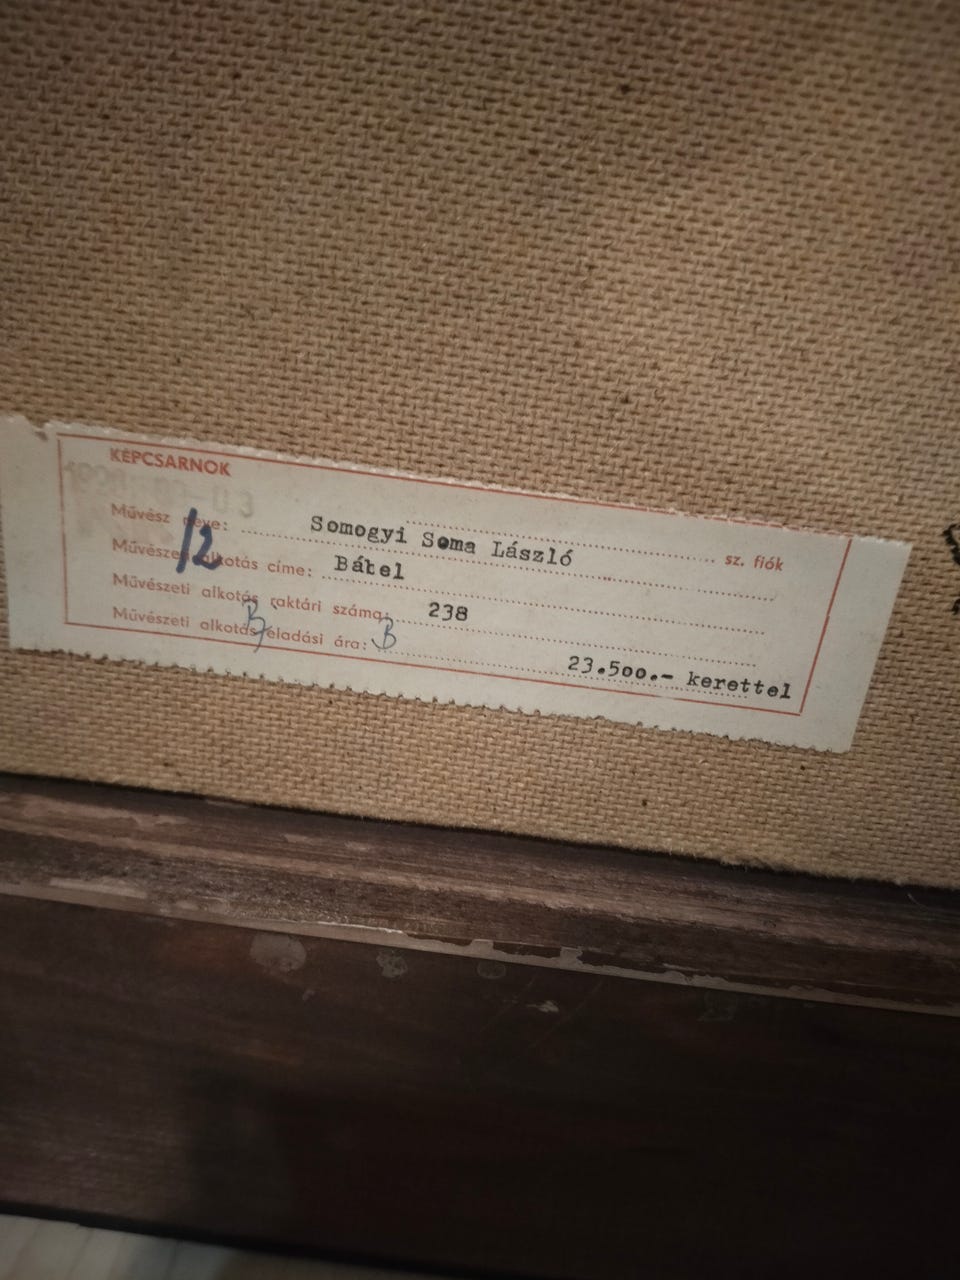 KÉPCSARNOK
sz. fiók
Művész neve: Somogyi Soma László
12
Művészeti alkotás címe: Bátel
Művészeti alkotás raktári száma: 238
Művészeti alkotás eladási ára: 23.500.- kerettel
B B